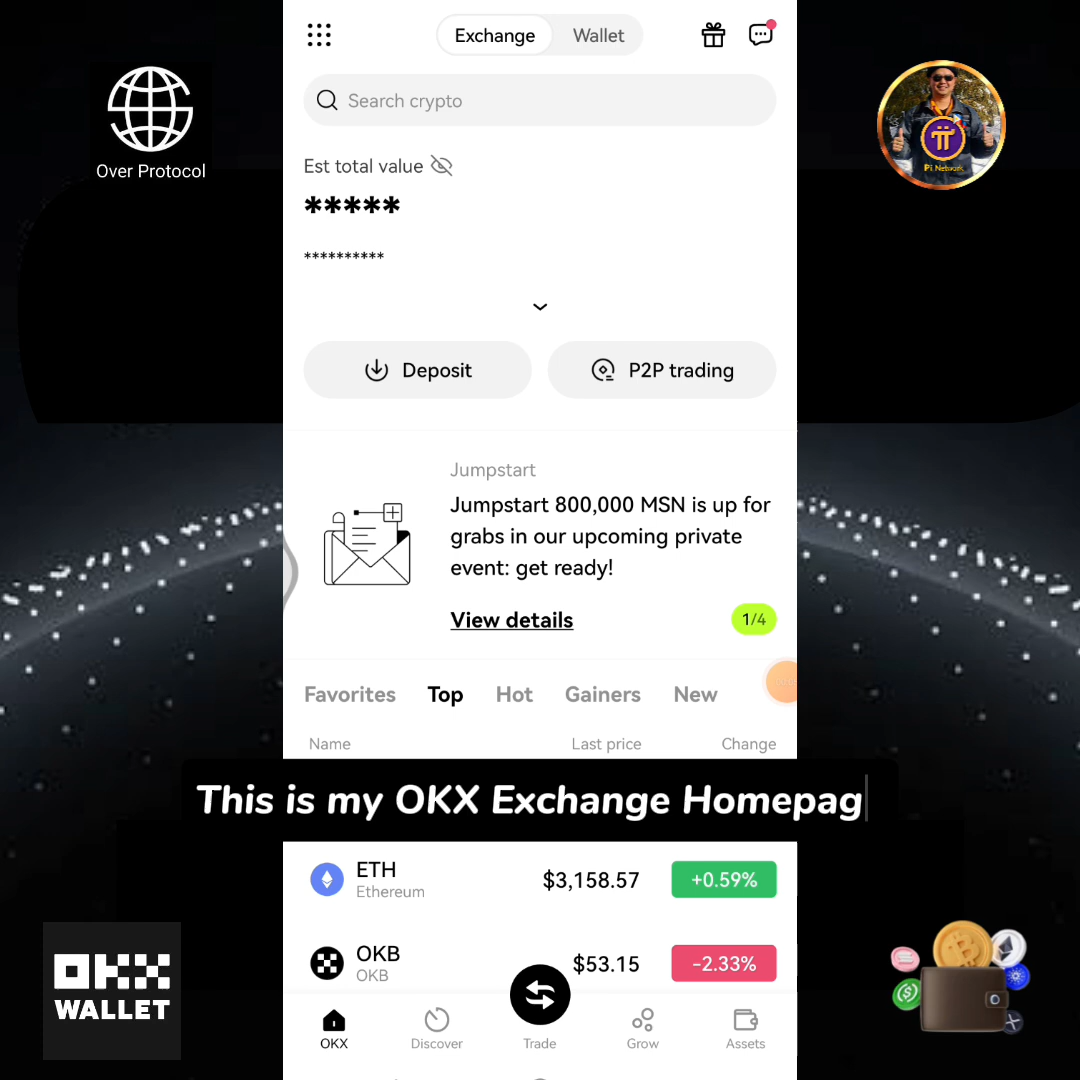 Exchange
Wallet
Search crypto
Over Protocol
Pi Network
Est total value
*****
**********
Deposit
P2P trading
Jumpstart
Jumpstart 800,000 MSN is up for
grabs in our upcoming private
event: get ready!
View details
1/4
Favorites
Top
Hot
Gainers
New
Name
Last price
Change
This is my OKX Exchange Homepag
ETH
Ethereum
$3,158.57
+0.59%
OKB
OKB
$53.15
-2.33%
OKX
WALLET
OKX
Discover
Trade
Grow
Assets